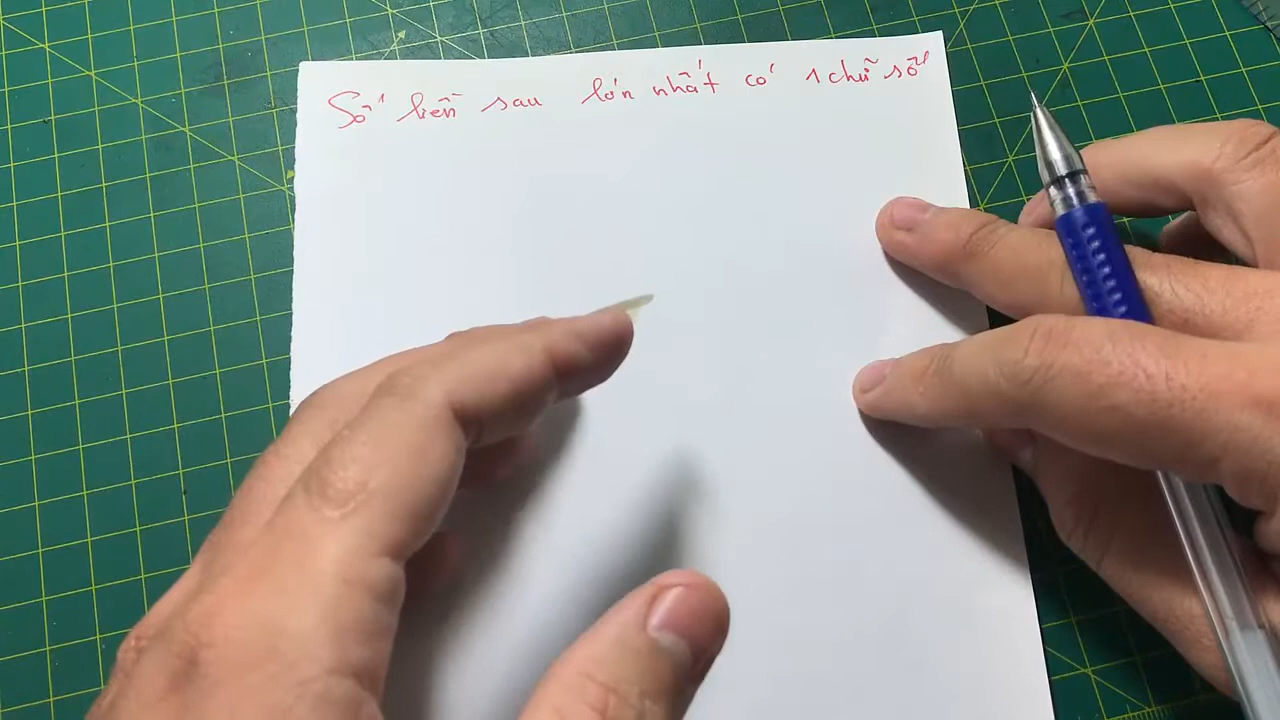 Số liền sau lớn nhất có 1 chữ số